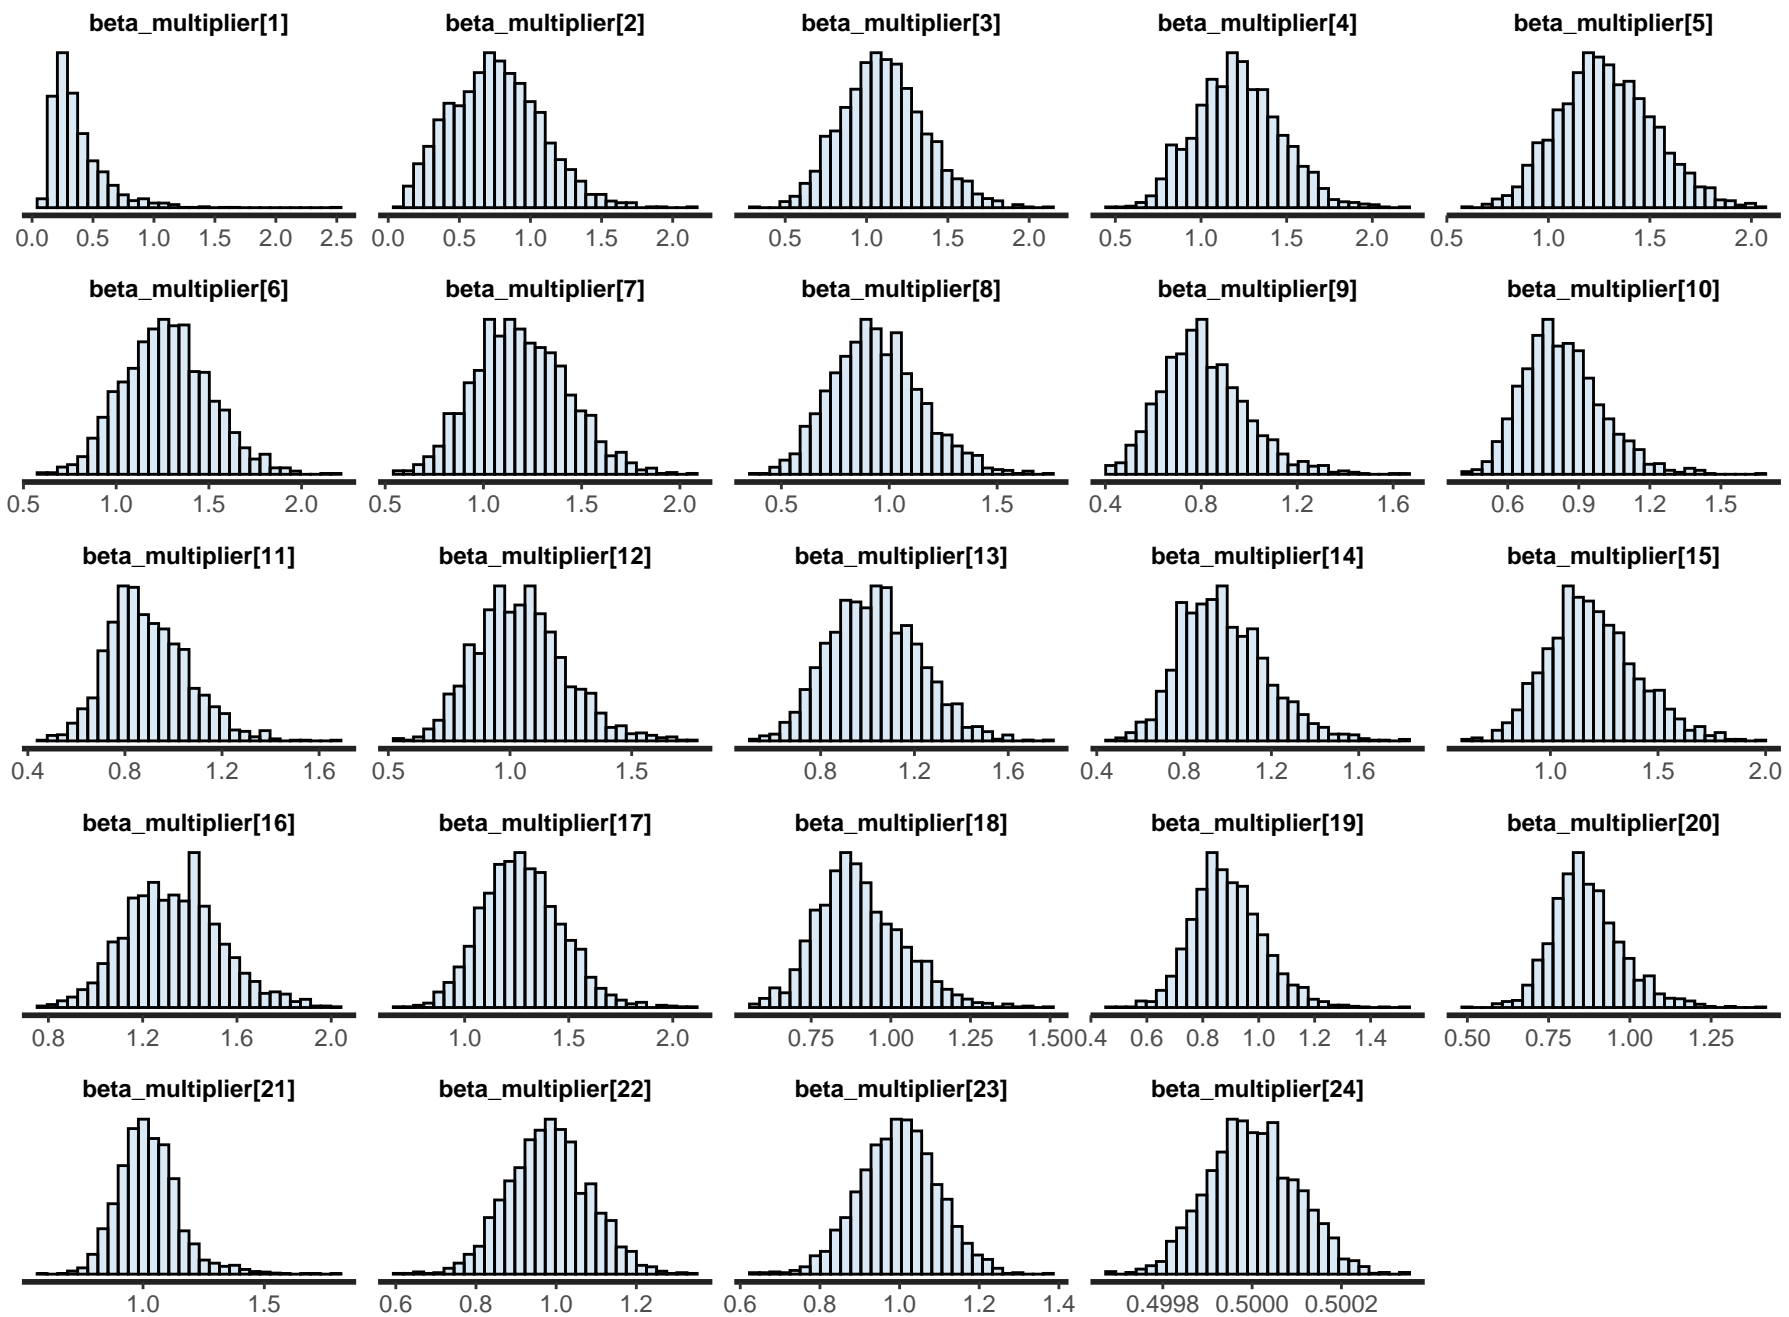 beta_multiplier[1] beta_multiplier[2] beta_multiplier[3] beta_multiplier[4] beta_multiplier[5]
0.0 0.5 1.0 1.5 2.0 2.5 0.0 0.5 1.0 1.5 2.0 0.5 1.0 1.5 2.0 0.5 1.0 1.5 2.0 0.5 1.0 1.5 2.0
beta_multiplier[6] beta_multiplier[7] beta_multiplier[8] beta_multiplier[9] beta_multiplier[10]
0.5 1.0 1.5 2.0 0.5 1.0 1.5 2.0 0.5 1.0 1.5 0.4 0.8 1.2 1.6 0.6 0.9 1.2 1.5
beta_multiplier[11] beta_multiplier[12] beta_multiplier[13] beta_multiplier[14] beta_multiplier[15]
0.4 0.8 1.2 1.6 0.5 1.0 1.5 0.8 1.2 1.6 0.4 0.8 1.2 1.6 1.0 1.5 2.0
beta_multiplier[16] beta_multiplier[17] beta_multiplier[18] beta_multiplier[19] beta_multiplier[20]
0.8 1.2 1.6 2.0 1.0 1.5 2.0 0.75 1.00 1.25 1.50 0.4 0.6 0.8 1.0 1.2 1.4 0.50 0.75 1.00 1.25
beta_multiplier[21] beta_multiplier[22] beta_multiplier[23] beta_multiplier[24]
1.0 1.5 0.6 0.8 1.0 1.2 0.6 0.8 1.0 1.2 1.4 0.4998 0.5000 0.5002